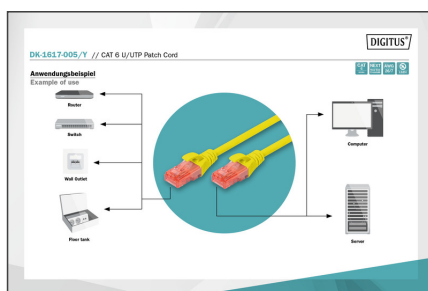 DIGITUS®
DK-1617-005/Y // CAT 6 U/UTP Patch Cord
Anwendungsbeispiel
Example of use
Router
Switch
Wall Outlet
Floor tank
Computer
Server